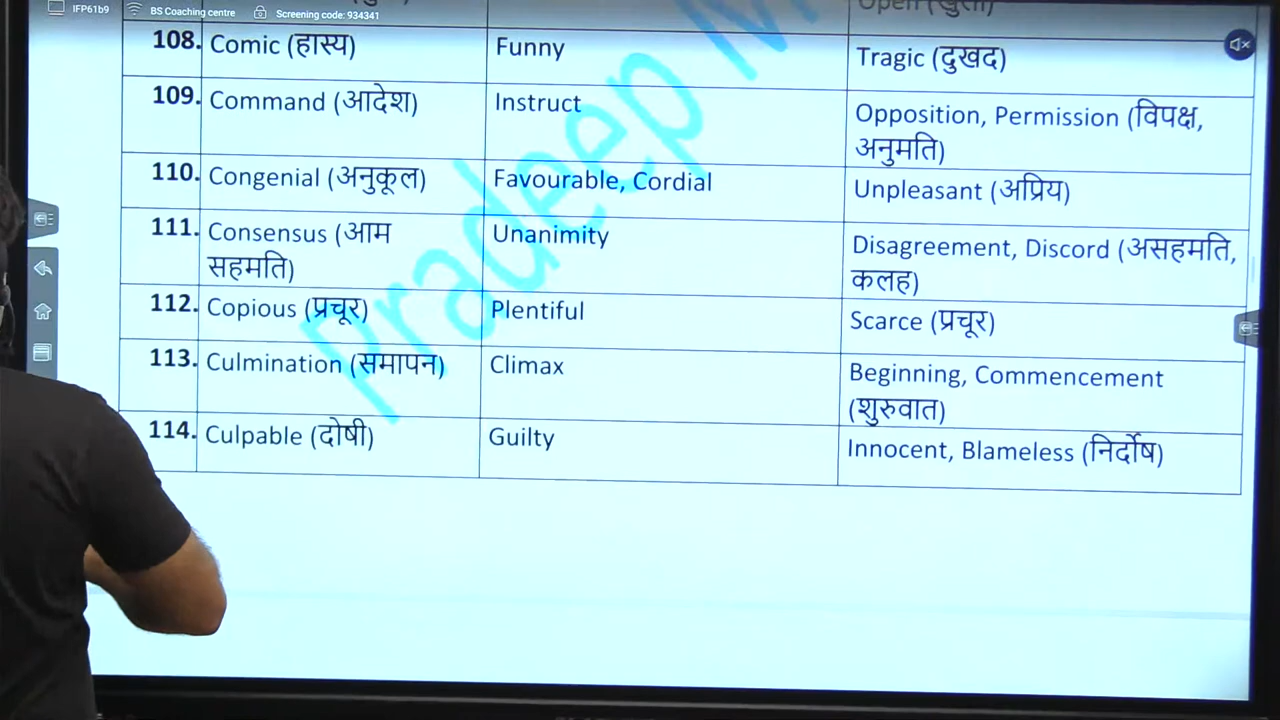 IFP61b9 BS Coaching centre Screening code: 934341
Open (खुला)
108. Comic (हास्य) Funny Tragic (दुखद)
109. Command (आदेश) Instruct Opposition, Permission (विपक्ष,
अनुमति)
110. Congenial (अनुकूल) Favourable, Cordial Unpleasant (अप्रिय)
111. Consensus (आम Unanimity Disagreement, Discord (असहमति,
सहमति) कलह)
112. Copious (प्रचूर) Plentiful Scarce (प्रचूर)
113. Culmination (समापन) Climax Beginning, Commencement
(शुरुवात)
114. Culpable (दोषी) Guilty Innocent, Blameless (निर्दोष)
Pradeep